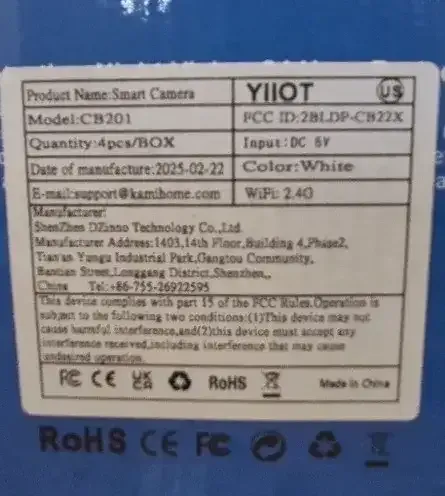 Product Name:Smart Camera
YIIOT
US
Model:CB201
FCC ID:2BLDP-CB22X
Quantity:4pcs/BOX
Input:DC 5V
Date of manufacture:2025-02-22
Color:White
E-mail:support@kamihome.com
WiFi: 2.4G
Manufacturer:
ShenZhen DZinno Technology Co.,Ltd
Manufacturer Address:1403,14th Floor,Building 4,Phase2,
Tian'an Yungu Industrial Park,Gangtou Community,
Bantian Street,Longgang District,Shenzhen,,
China Tel:+86-755-26922595
This device complies with part 15 of the FCC Rules.Operation is
subject to the following two conditions:(1)This device may not
cause harmful interference,and(2)this device must accept any
interference received,including interference that may cause
undesired operation.
FC CE UK CA RoHS Made in China
RoHS CE FC